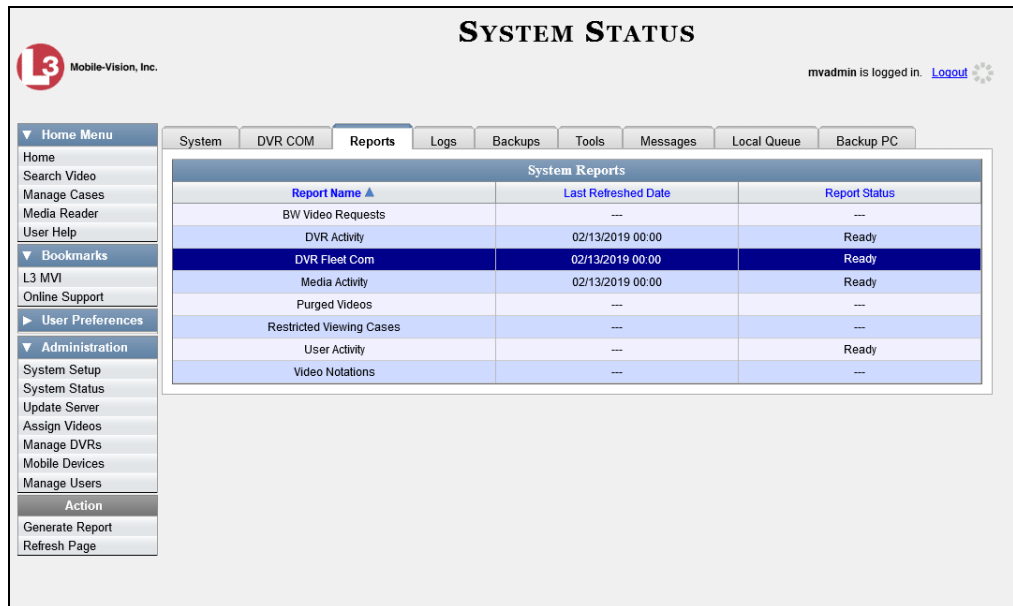 SYSTEM STATUS
L3 Mobile-Vision, Inc.
mvadmin is logged in. Logout
▼ Home Menu
Home
Search Video
Manage Cases
Media Reader
User Help
▼ Bookmarks
L3 MVI
Online Support
► User Preferences
▼ Administration
System Setup
System Status
Update Server
Assign Videos
Manage DVRs
Mobile Devices
Manage Users
Action
Generate Report
Refresh Page
System DVR COM Reports Logs Backups Tools Messages Local Queue Backup PC
System Reports
Report Name ▲ Last Refreshed Date Report Status
BW Video Requests --- ---
DVR Activity 02/13/2019 00:00 Ready
DVR Fleet Com 02/13/2019 00:00 Ready
Media Activity 02/13/2019 00:00 Ready
Purged Videos --- ---
Restricted Viewing Cases --- ---
User Activity --- Ready
Video Notations --- ---